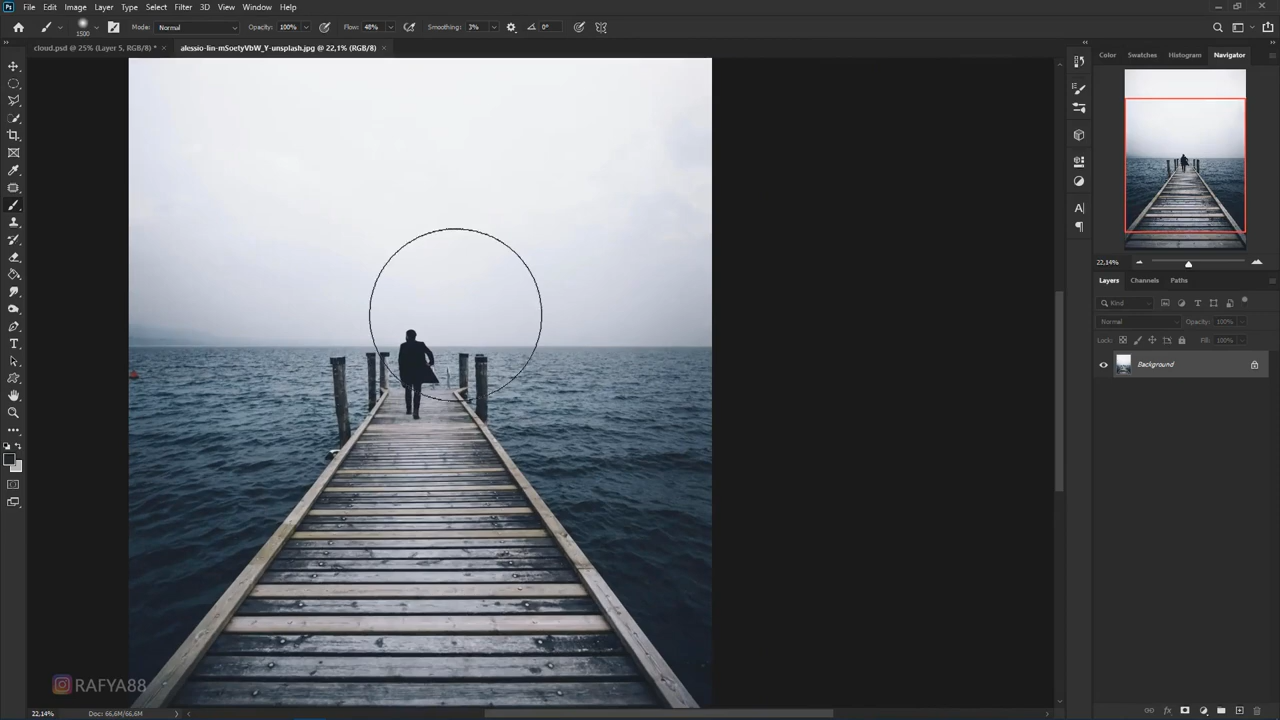 Ps File Edit Image Layer Type Select Filter 3D View Window Help
1500 Mode: Normal Opacity: 100% Flow: 48% Smoothing: 3% 0°
cloud.psd @ 25% (Layer 5, RGB/8) * × alessio-lin-mSoetyVbW_Y-unsplash.jpg @ 22,1% (RGB/8) ×
Color Swatches Histogram Navigator
22,14%
Layers Channels Paths
Kind
Normal Opacity: 100%
Lock: Fill: 100%
Background
RAFYA88
22,14% Doc: 66,6M/66,6M